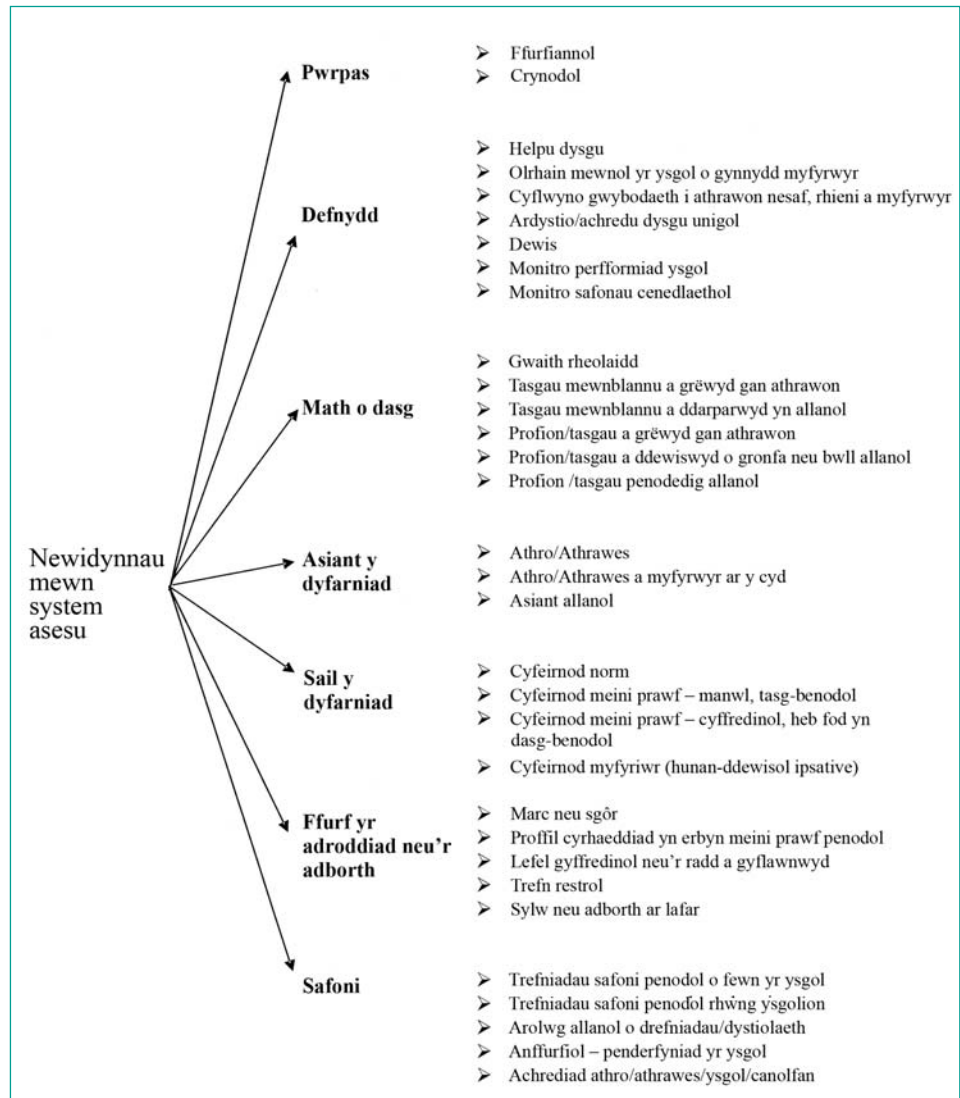 Newidynnau
mewn
system
asesu
Pwrpas
➢ Ffurfiannol
➢ Crynodol
Defnydd
➢ Helpu dysgu
➢ Olrhain mewnol yr ysgol o gynnydd myfyrwyr
➢ Cyflwyno gwybodaeth i athrawon nesaf, rhieni a myfyrwyr
➢ Ardystio/achredu dysgu unigol
➢ Dewis
➢ Monitro perfformiad ysgol
➢ Monitro safonau cenedlaethol
Math o dasg
➢ Gwaith rheolaidd
➢ Tasgau mewnblannu a grëwyd gan athrawon
➢ Tasgau mewnblannu a ddarparwyd yn allanol
➢ Profion/tasgau a grëwyd gan athrawon
➢ Profion/tasgau a ddewiswyd o gronfa neu bwll allanol
➢ Profion /tasgau penodedig allanol
Asiant y
dyfarniad
➢ Athro/Athrawes
➢ Athro/Athrawes a myfyrwyr ar y cyd
➢ Asiant allanol
Sail y
dyfarniad
➢ Cyfeirnod norm
➢ Cyfeirnod meini prawf – manwl, tasg-benodol
➢ Cyfeirnod meini prawf – cyffredinol, heb fod yn
dasg-benodol
➢ Cyfeirnod myfyriwr (hunan-ddewisol ipsative)
Ffurf yr
adroddiad neu'r
adborth
➢ Marc neu sgôr
➢ Proffil cyrhaeddiad yn erbyn meini prawf penodol
➢ Lefel gyffredinol neu'r radd a gyflawnwyd
➢ Trefn restrol
➢ Sylw neu adborth ar lafar
Safoni
➢ Trefniadau safoni penodol o fewn yr ysgol
➢ Trefniadau safoni penodol rhwng ysgolion
➢ Arolwg allanol o drefniadau/dystiolaeth
➢ Anffurfiol – penderfyniad yr ysgol
➢ Achrediad athro/athrawes/ysgol/canolfan